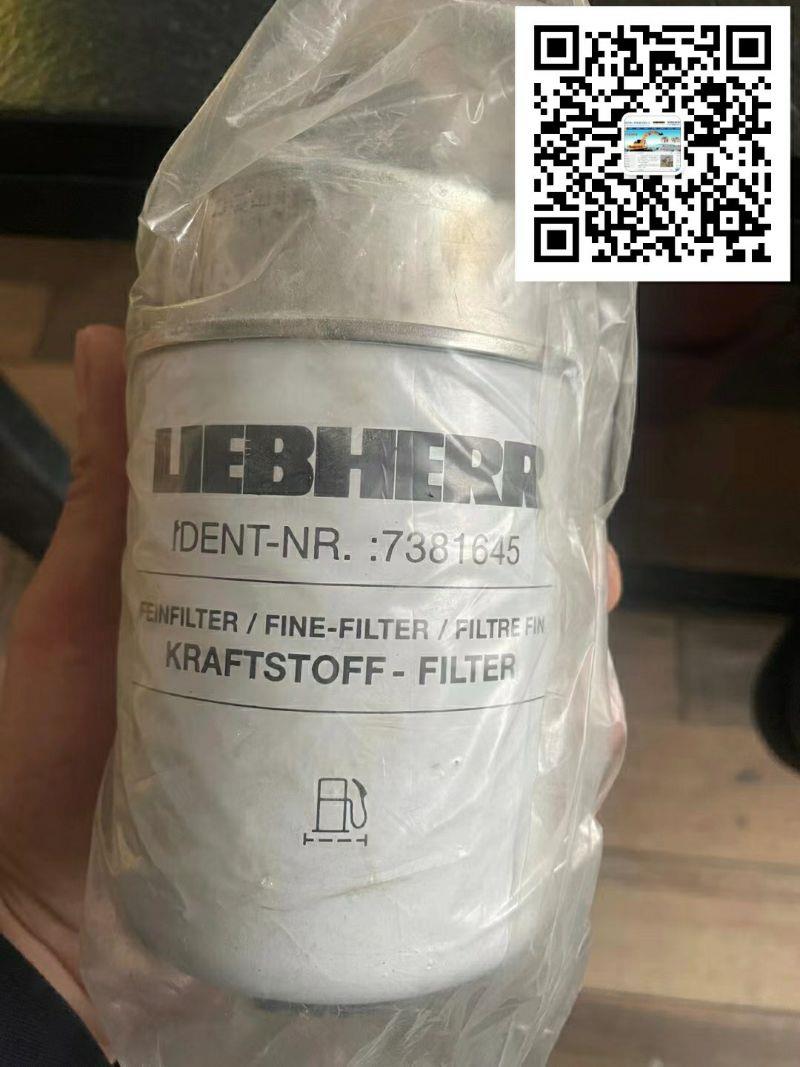 LIEBHERR
IDENT-NR. :7381645
FEINFILTER / FINE-FILTER / FILTRE FIN
KRAFTSTOFF - FILTER